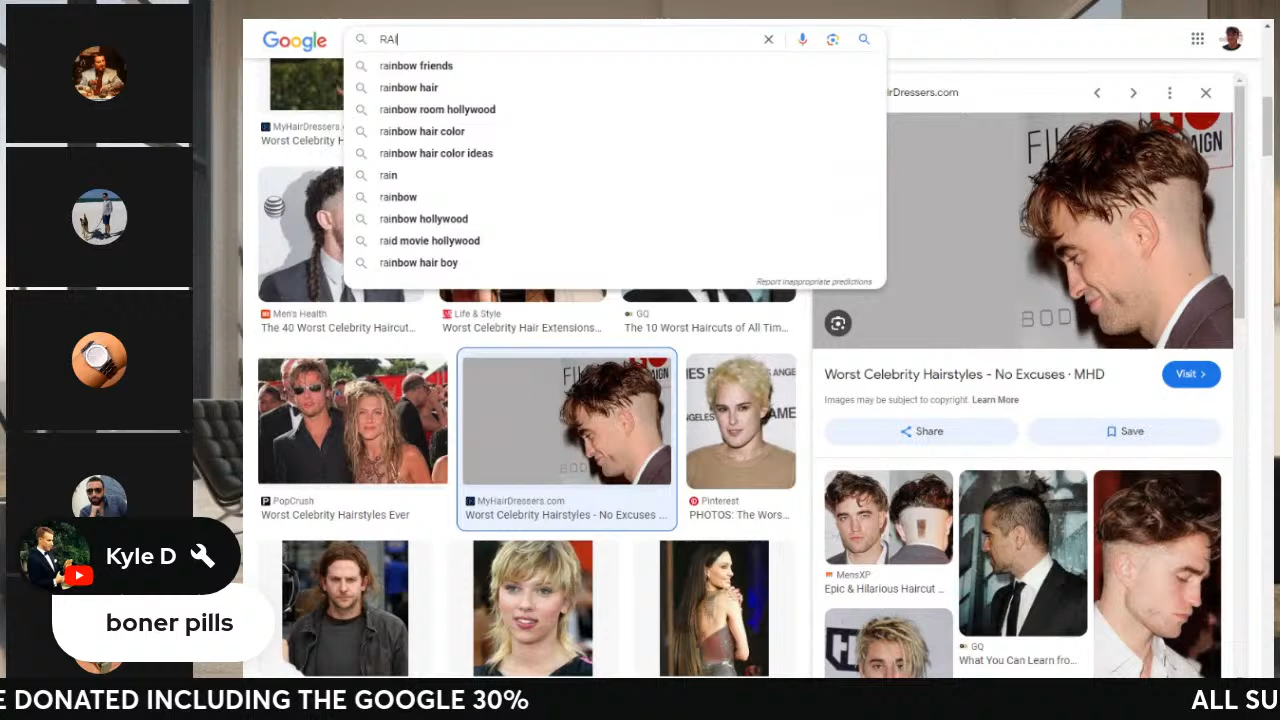 Google
RAI
rainbow friends
rainbow hair
rainbow room hollywood
rainbow hair color
rainbow hair color ideas
rain
rainbow
rainbow hollywood
raid movie hollywood
rainbow hair boy
Report inappropriate predictions
MyHairDressers.
Worst Celebrity H
Men's Health
The 40 Worst Celebrity Haircut...
Life & Style
Worst Celebrity Hair Extensions...
GQ
The 10 Worst Haircuts of All Tim...
PopCrush
Worst Celebrity Hairstyles Ever
BOD
MyHairDressers.com
Worst Celebrity Hairstyles - No Excuses ...
Pinterest
PHOTOS: The Wors...
irDressers.com
GO
AIGN
BOD
Worst Celebrity Hairstyles - No Excuses · MHD
Visit >
Images may be subject to copyright. Learn More
Share
Save
MensXP
Epic & Hilarious Haircut ...
GQ
What You Can Learn fro...
Kyle D
boner pills
E DONATED INCLUDING THE GOOGLE 30%
ALL SU